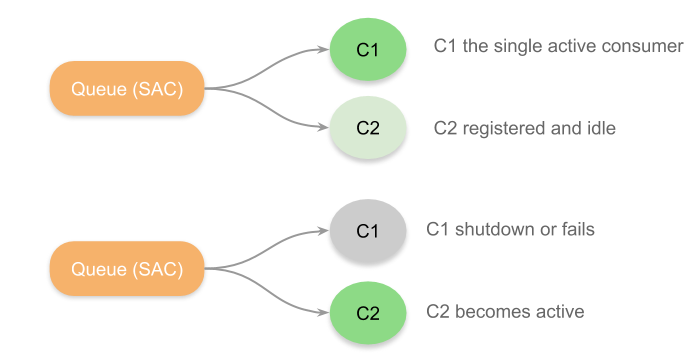 C1
C1 the single active consumer
Queue (SAC)
C2
C2 registered and idle
C1
C1 shutdown or fails
Queue (SAC)
C2
C2 becomes active